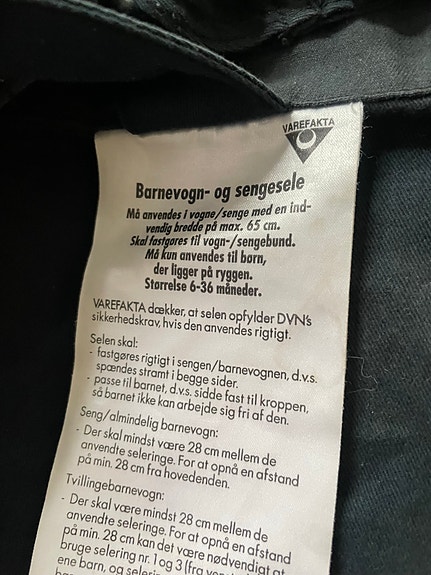 VAREFAKTA
Barnevogn- og sengesele
Må anvendes i vogne/senge med en ind-
vendig bredde på max. 65 cm.
Skal fastgøres til vogn-/sengebund.
Må kun anvendes til børn,
der ligger på ryggen.
Størrelse 6-36 måneder.
VAREFAKTA dækker, at selen opfylder DVN's
sikkerhedskrav, hvis den anvendes rigtigt.
Selen skal:
- fastgøres rigtigt i sengen/barnevognen, d.v.s.
spændes stramt i begge sider.
- passe til barnet, d.v.s. sidde fast til kroppen,
så barnet ikke kan arbejde sig fri af den.
Seng/almindelig barnevogn:
- Der skal mindst være 28 cm mellem de
anvendte seleringe. For at opnå en afstand
på min. 28 cm fra hovedenden.
Tvillingebarnevogn:
- Der skal være mindst 28 cm mellem de
anvendte seleringe. For at opnå en afstand
på min. 28 cm kan det være nødvendigt at
bruge selering nr. 1 og 3 (fra
ene barn, og selering